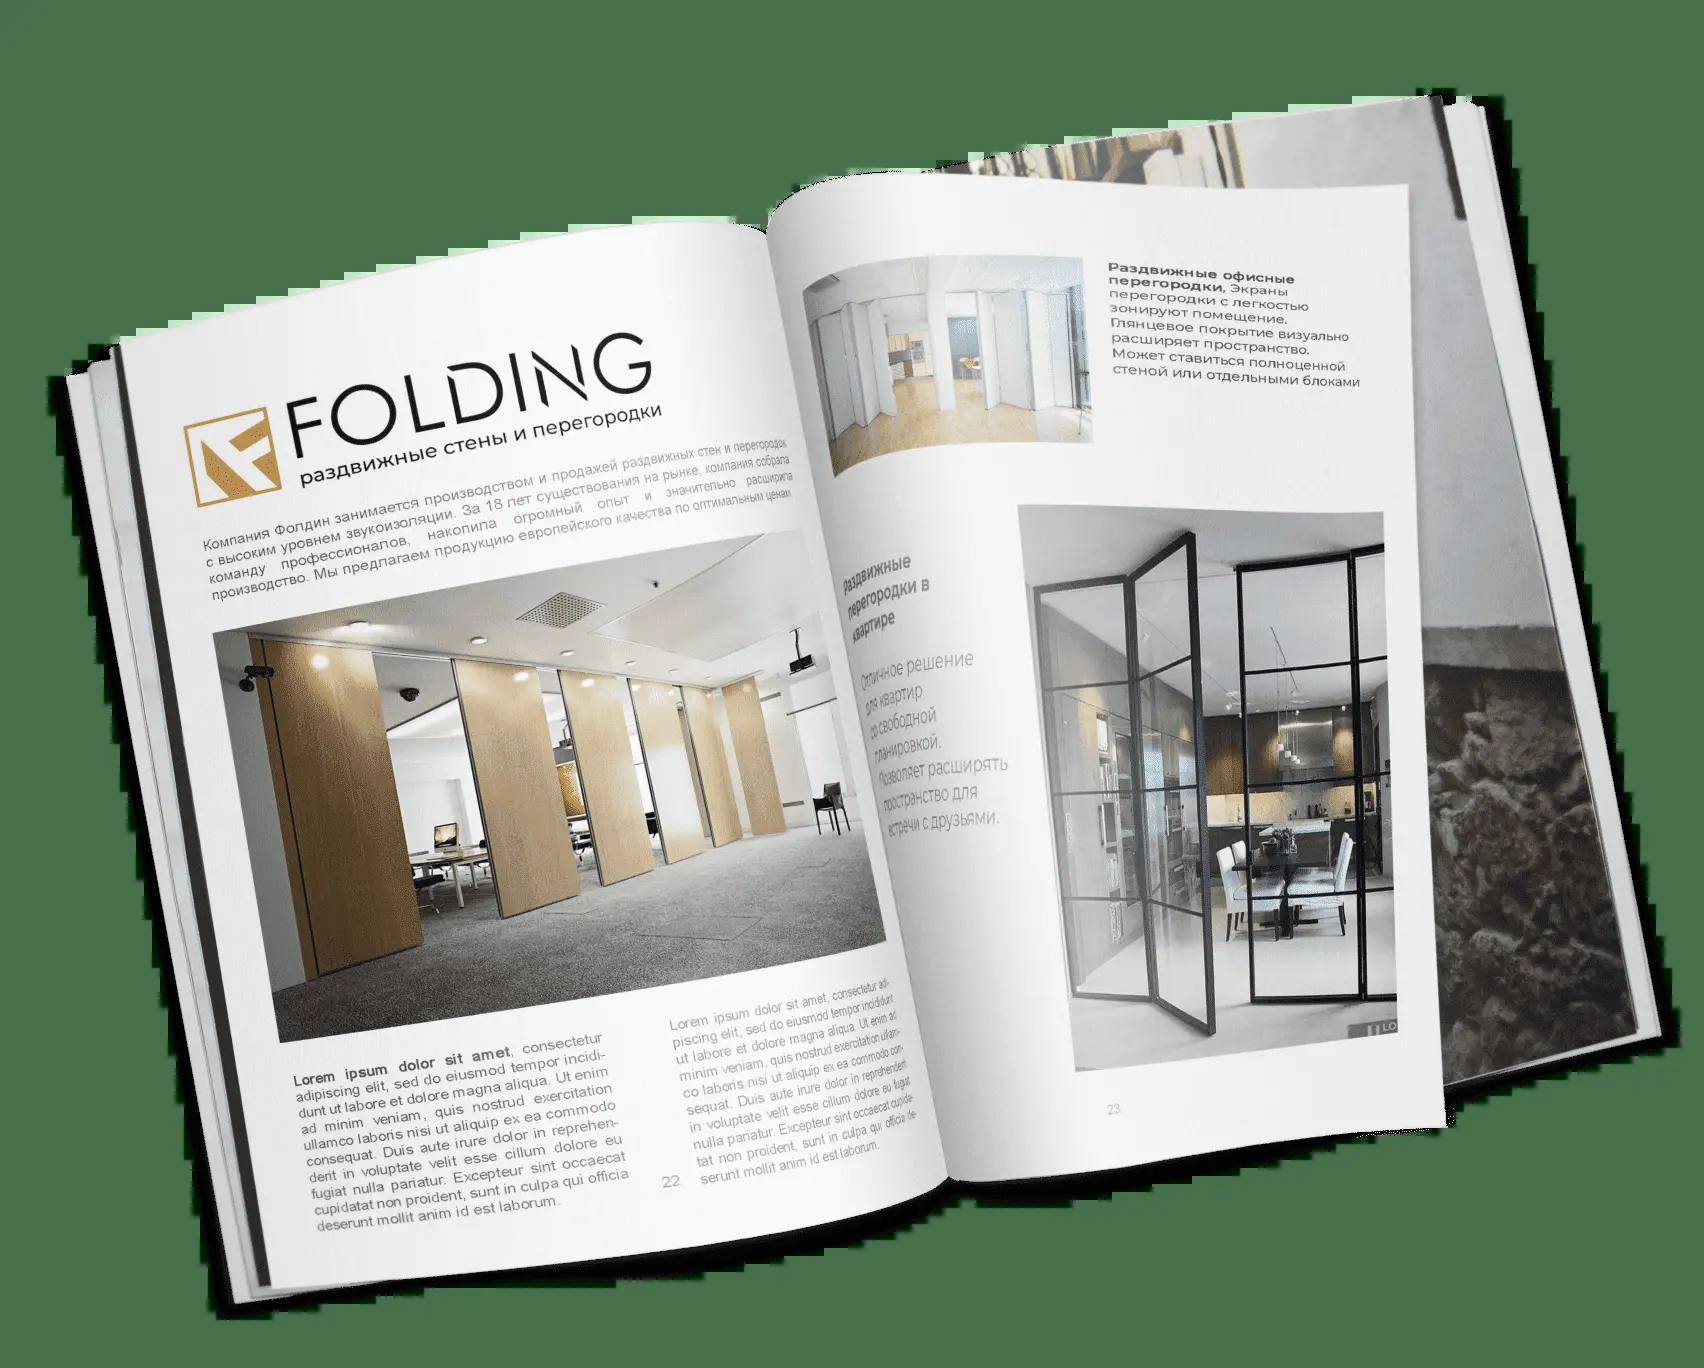 FOLDING
раздвижные стены и перегородки
Компания Фолдин занимается производством и продажей раздвижных стен и перегородок
с высоким уровнем звукоизоляции. За 18 лет существования на рынке, компания собрала
команду профессионалов, накопила огромный опыт и значительно расширила
производство. Мы предлагаем продукцию европейского качества по оптимальным ценам.
Lorem ipsum dolor sit amet, consectetur
adipiscing elit, sed do eiusmod tempor incidi-
dunt ut labore et dolore magna aliqua. Ut enim
ad minim veniam, quis nostrud exercitation
ullamco laboris nisi ut aliquip ex ea commodo
consequat. Duis aute irure dolor in reprehen-
derit in voluptate velit esse cillum dolore eu
fugiat nulla pariatur. Excepteur sint occaecat
cupidatat non proident, sunt in culpa qui officia
deserunt mollit anim id est laborum.
Lorem ipsum dolor sit amet, consectetur adi-
piscing elit, sed do eiusmod tempor incididunt
ut labore et dolore magna aliqua. Ut enim ad
minim veniam, quis nostrud exercitation ullam-
co laboris nisi ut aliquip ex ea commodo con-
sequat. Duis aute irure dolor in reprehenderit
in voluptate velit esse cillum dolore eu fugiat
nulla pariatur. Excepteur sint occaecat cupida-
tat non proident, sunt in culpa qui officia de-
serunt mollit anim id est laborum.
22
Раздвижные офисные
перегородки, Экраны
перегородки с легкостью
зонируют помещение.
Глянцевое покрытие визуально
расширяет пространство.
Может ставиться полноценной
стеной или отдельными блоками
Раздвижные
перегородки в
квартире
Отличное решение
для квартир
со свободной
планировкой.
Позволяет расширять
пространство для
встречи с друзьями.
LO
23